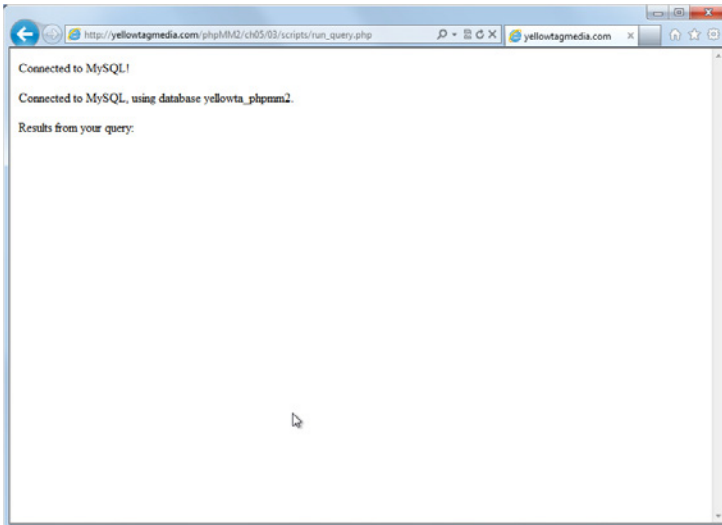 http://yellowtagmedia.com/phpMM2/ch05/03/scripts/run_query.php
yellowtagmedia.com
Connected to MySQL!
Connected to MySQL, using database yellowta_phpmm2.
Results from your query: